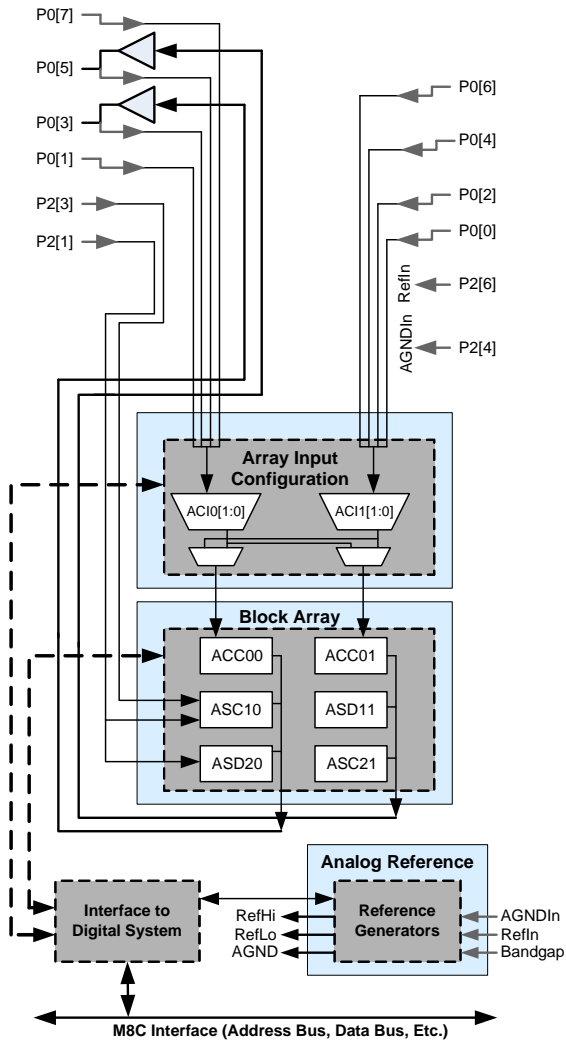 P0[7]
P0[5]
P0[3]
P0[1]
P2[3]
P2[1]
P0[6]
P0[4]
P0[2]
P0[0]
P2[6]
RefIn
P2[4]
AGNDIn
Array Input
Configuration
ACI0[1:0]
ACI1[1:0]
Block Array
ACC00
ACC01
ASC10
ASD11
ASD20
ASC21
Analog Reference
Interface to
Digital System
RefHi
RefLo
AGND
Reference
Generators
AGNDIn
RefIn
Bandgap
M8C Interface (Address Bus, Data Bus, Etc.)